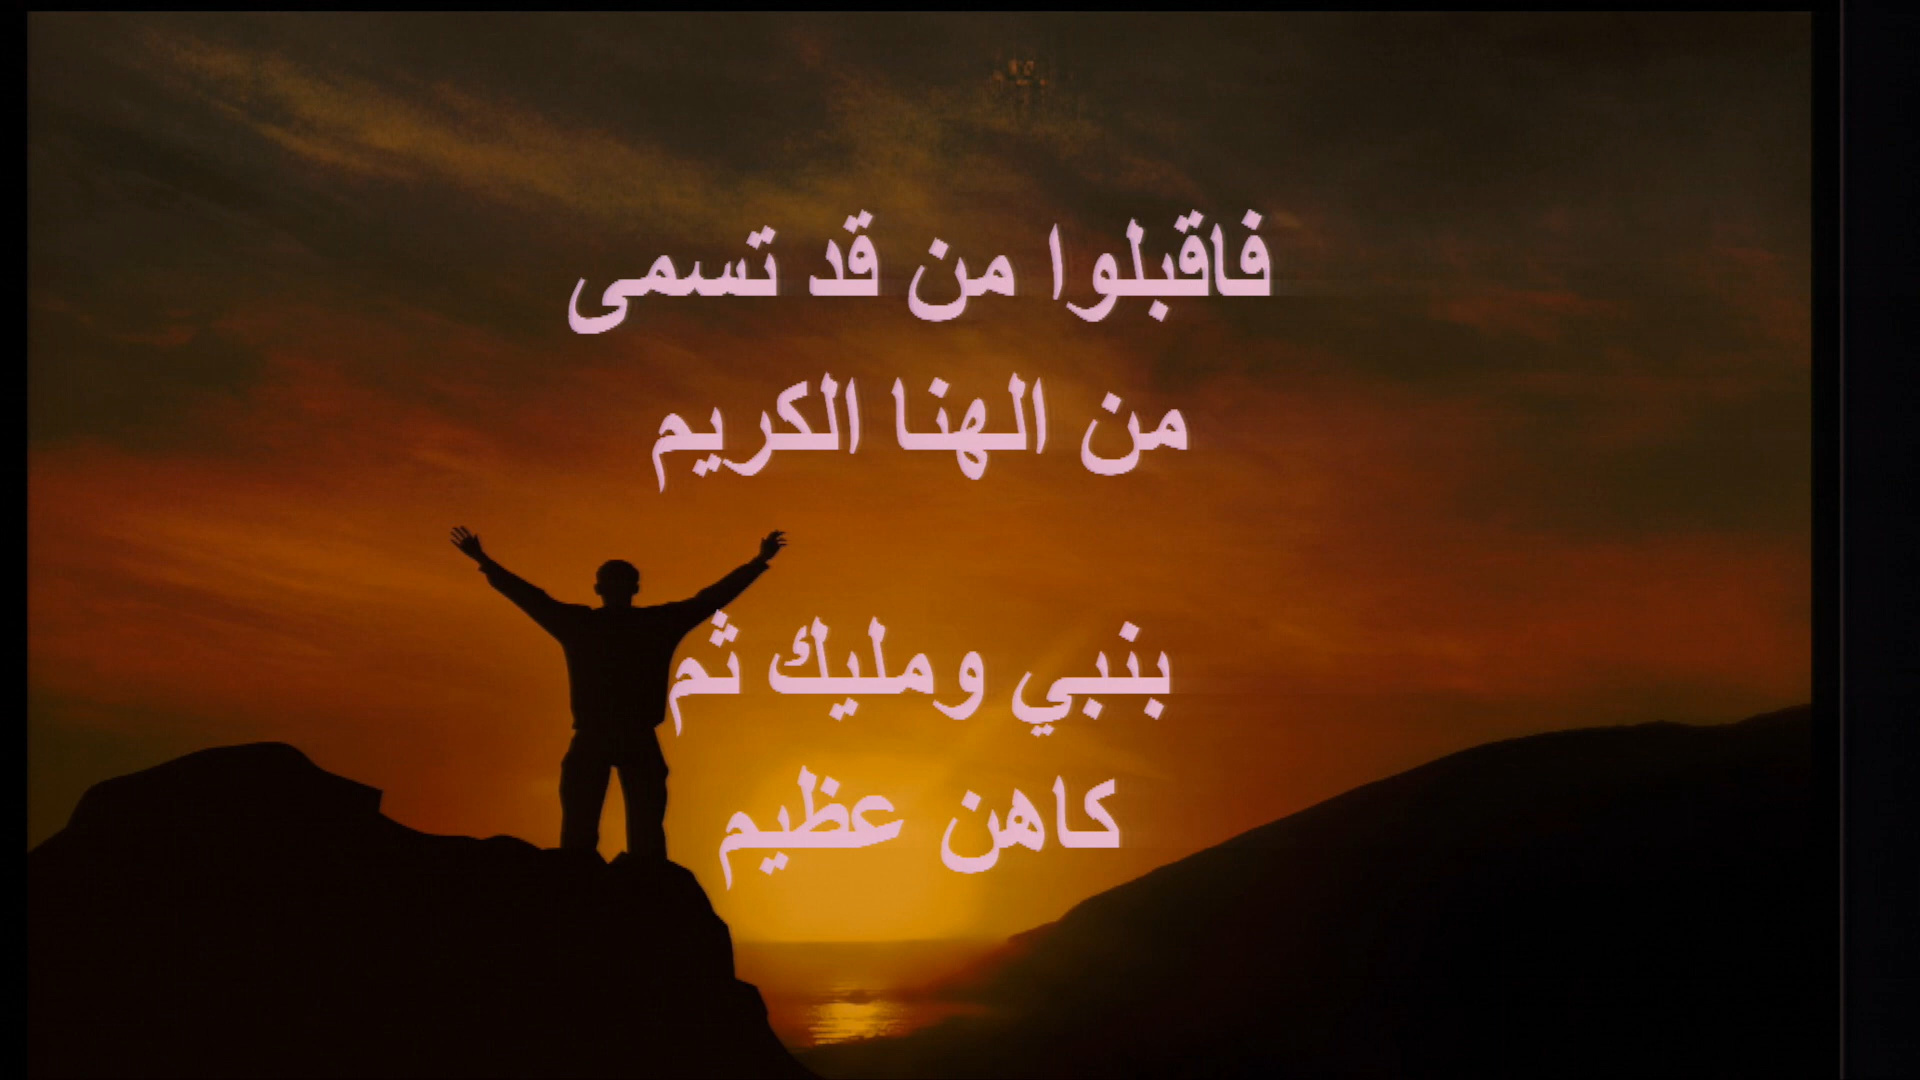 فاقبلوا من قد تسمى
من الهنا الكريم
بنبي ومليك ثم
كاهن عظيم